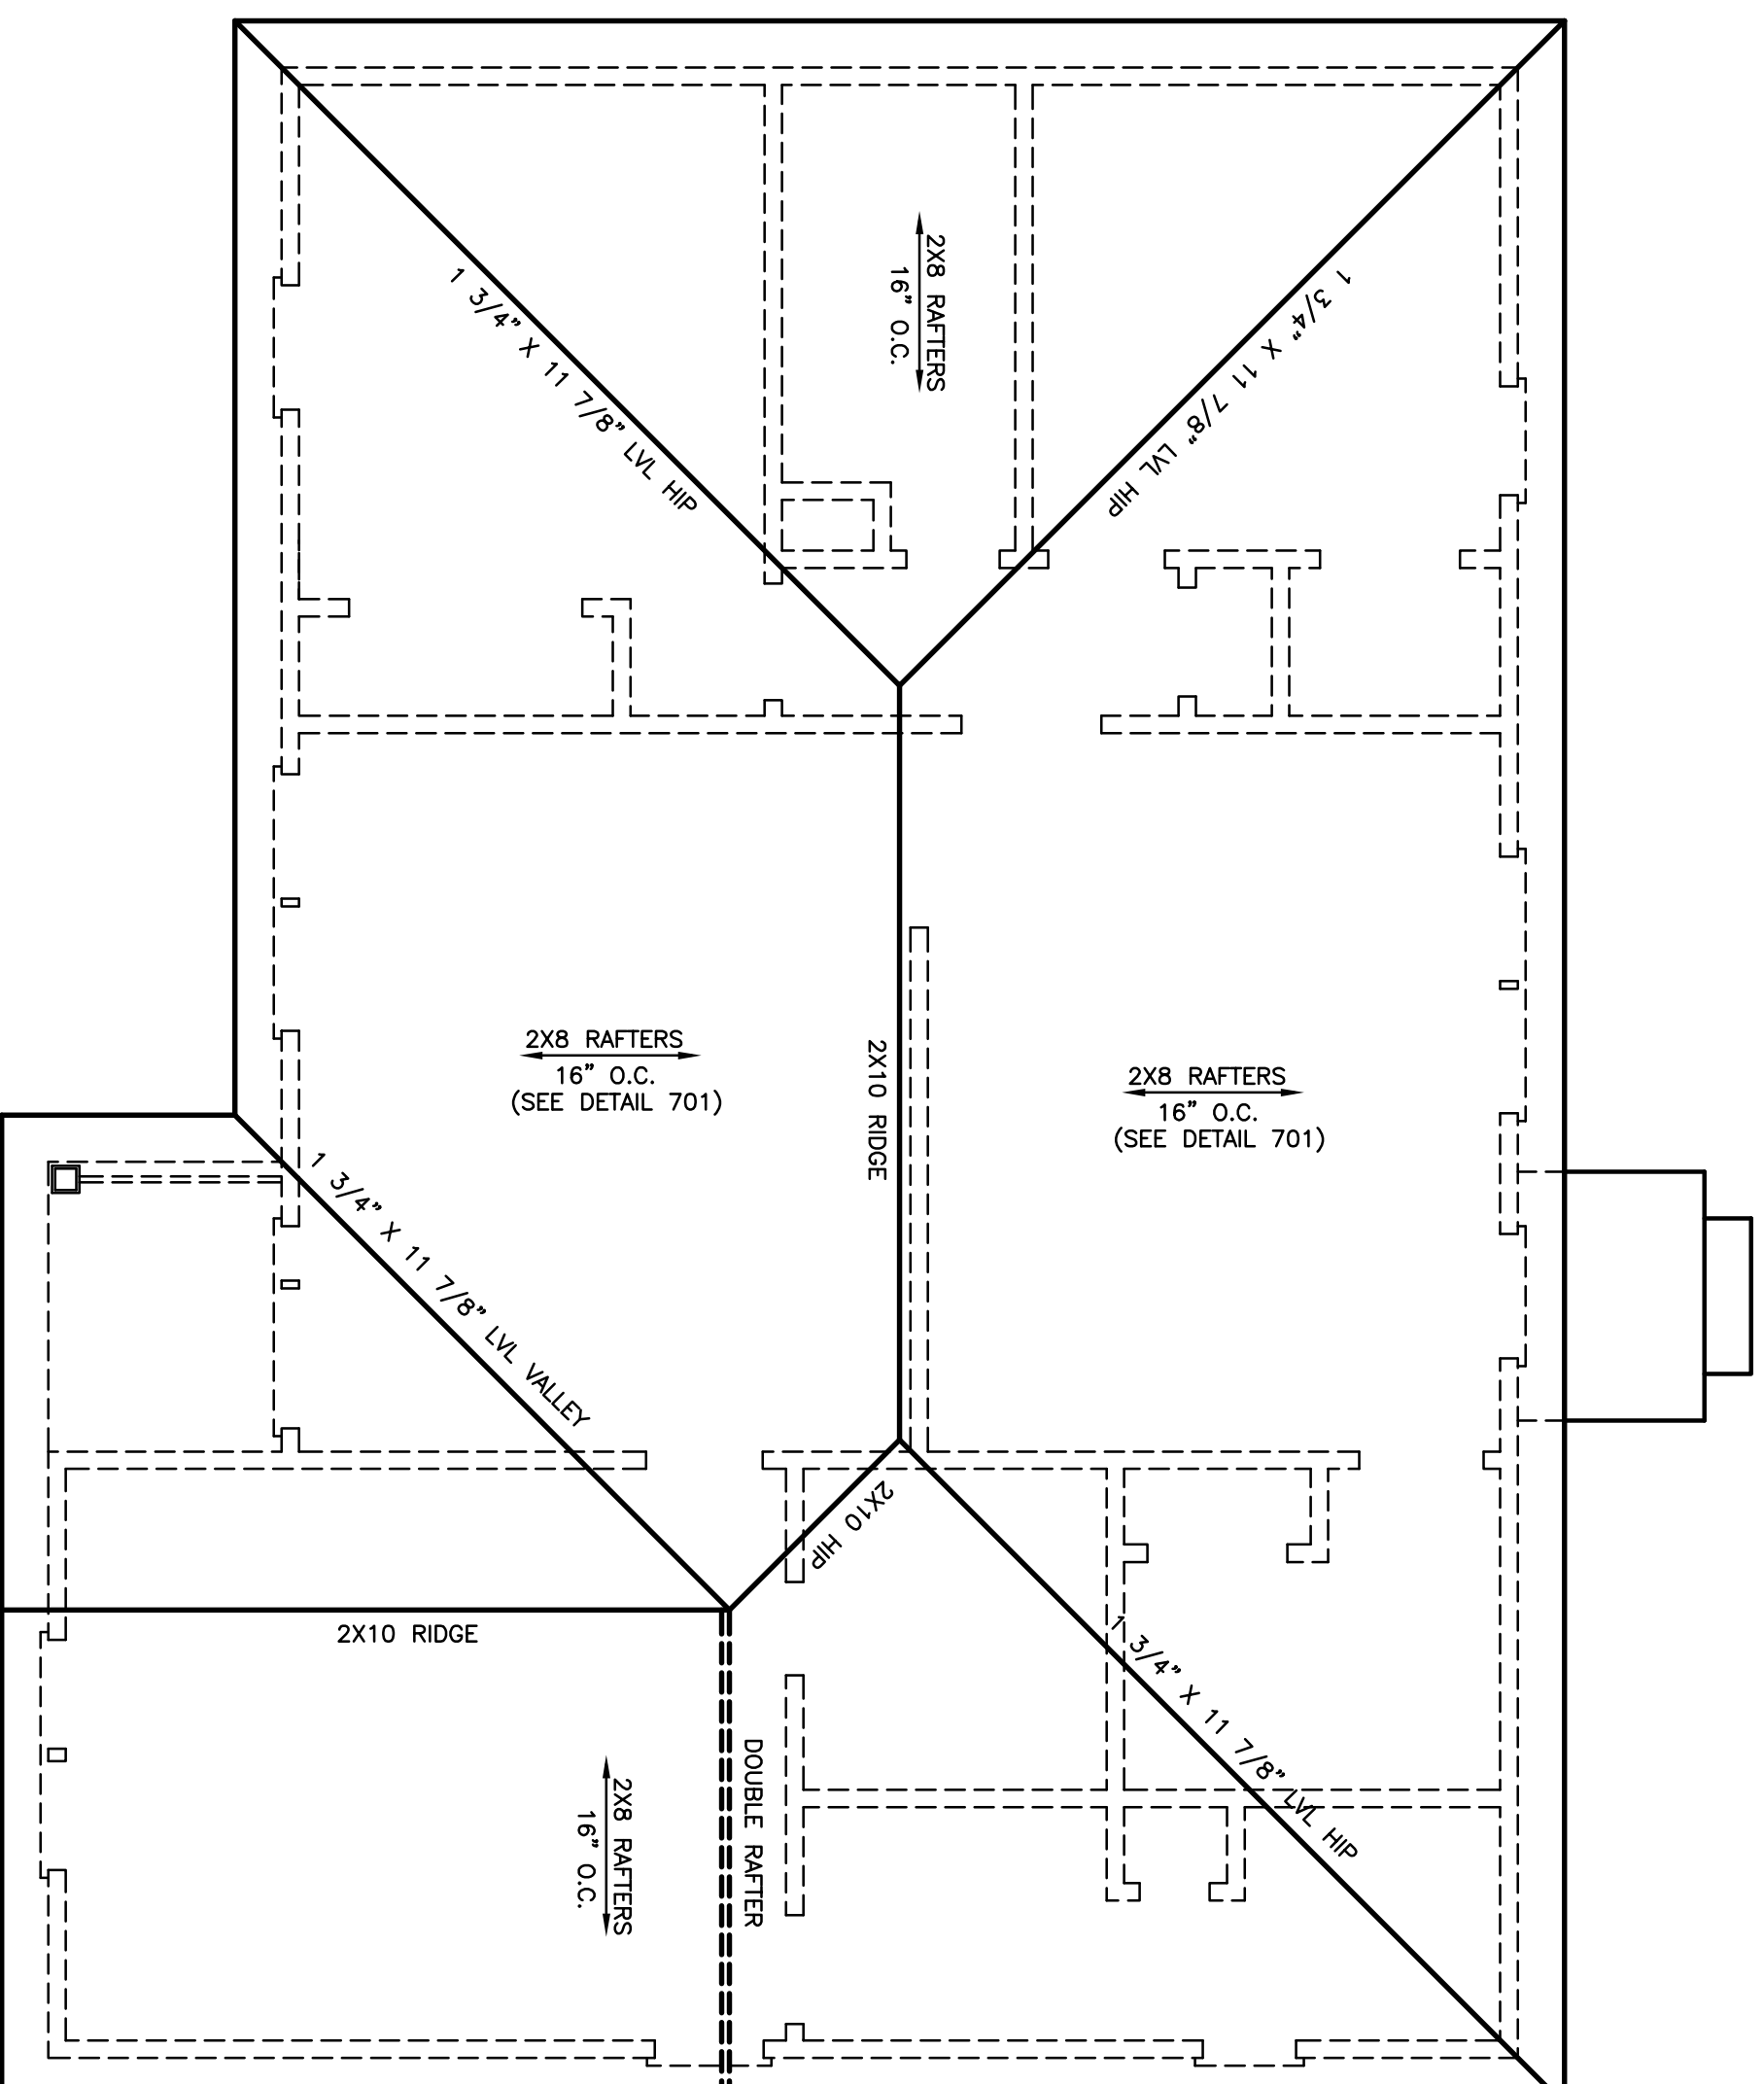 2X8 RAFTERS
16" O.C.
1 3/4" X 11 7/8" LVL HIP
1 3/4" X 11 7/8" LVL HIP
2X8 RAFTERS
16" O.C.
(SEE DETAIL 701)
2X10 RIDGE
2X8 RAFTERS
16" O.C.
(SEE DETAIL 701)
1 3/4" X 11 7/8" LVL VALLEY
2X10 HIP
2X10 RIDGE
1 3/4" X 11 7/8" LVL HIP
DOUBLE RAFTER
2X8 RAFTERS
16" O.C.